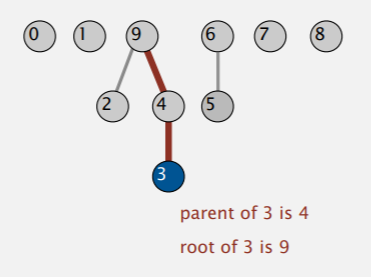 0 1 9 6 7 8
2 4 5
3
parent of 3 is 4
root of 3 is 9